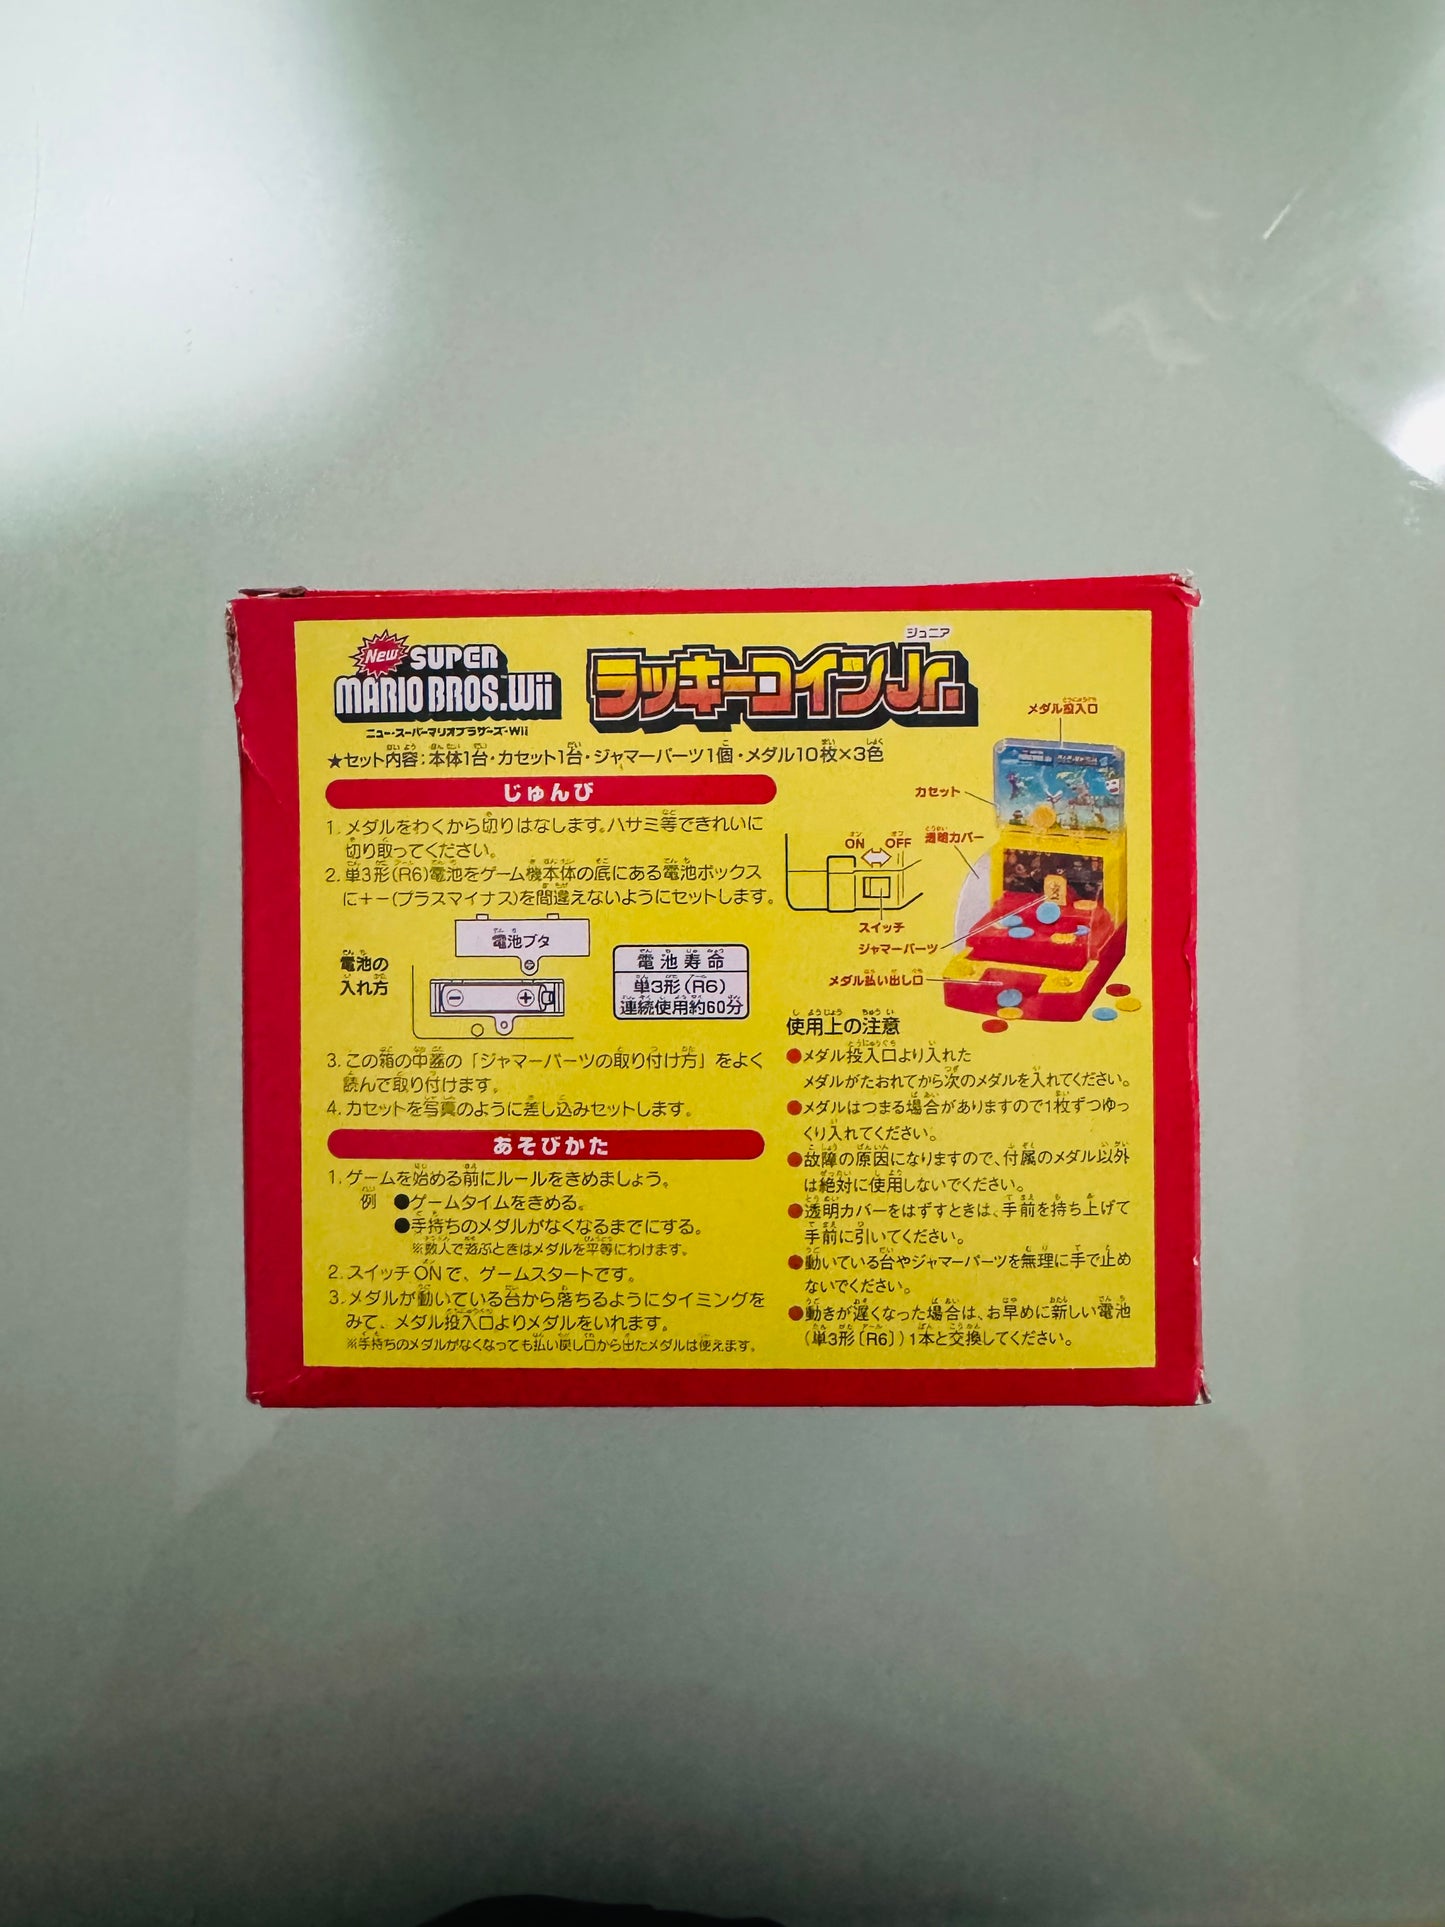 New SUPER
MARIO BROS. Wii
ニュー・スーパーマリオブラザーズ・Wii
ジュニア
ラッキーコインJr.
★セット内容:本体1台・カセット1台・ジャマーパーツ1個・メダル10枚×3色
じゅんび
1.メダルをわくから切りはなします。ハサミ等できれいに
切り取ってください。
2.単3形(R6)電池をゲーム機本体の底にある電池ボックス
に+-(プラスマイナス)を間違えないようにセットします。
電池の
入れ方
電池ブタ
電池寿命
単3形(R6)
連続使用約60分
3.この箱の中蓋の「ジャマーパーツの取り付け方」をよく
読んで取り付けます。
4.カセットを写真のように差し込みセットします。
あそびかた
1.ゲームを始める前にルールをきめましょう。
例 ●ゲームタイムをきめる。
●手持ちのメダルがなくなるまでにする。
※数人で遊ぶときはメダルを平等にわけます。
2.スイッチONで、ゲームスタートです。
3.メダルが動いている台から落ちるようにタイミングを
みて、メダル投入口よりメダルをいれます。
※手持ちのメダルがなくなっても払い戻し口から出たメダルは使えます。
メダル投入口
カセット
透明カバー
ON OFF
スイッチ
ジャマーパーツ
メダル払い出し口
使用上の注意
●メダル投入口より入れた
メダルがたおれてから次のメダルを入れてください。
●メダルはつまる場合がありますので1枚ずつゆっ
くり入れてください。
●故障の原因になりますので、付属のメダル以外
は絶対に使用しないでください。
●透明カバーをはずすときは、手前を持ち上げて
手前に引いてください。
●動いている台やジャマーパーツを無理に手で止め
ないでください。
●動きが遅くなった場合は、お早めに新しい電池
(単3形〔R6〕)1本と交換してください。